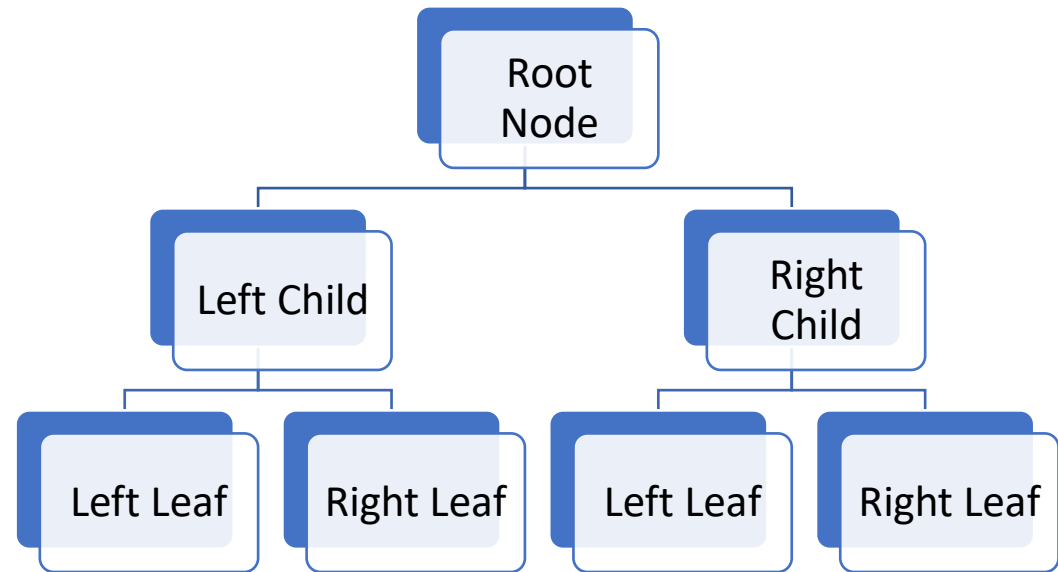 Root
Node
Left Child
Right
Child
Left Leaf
Right Leaf
Left Leaf
Right Leaf